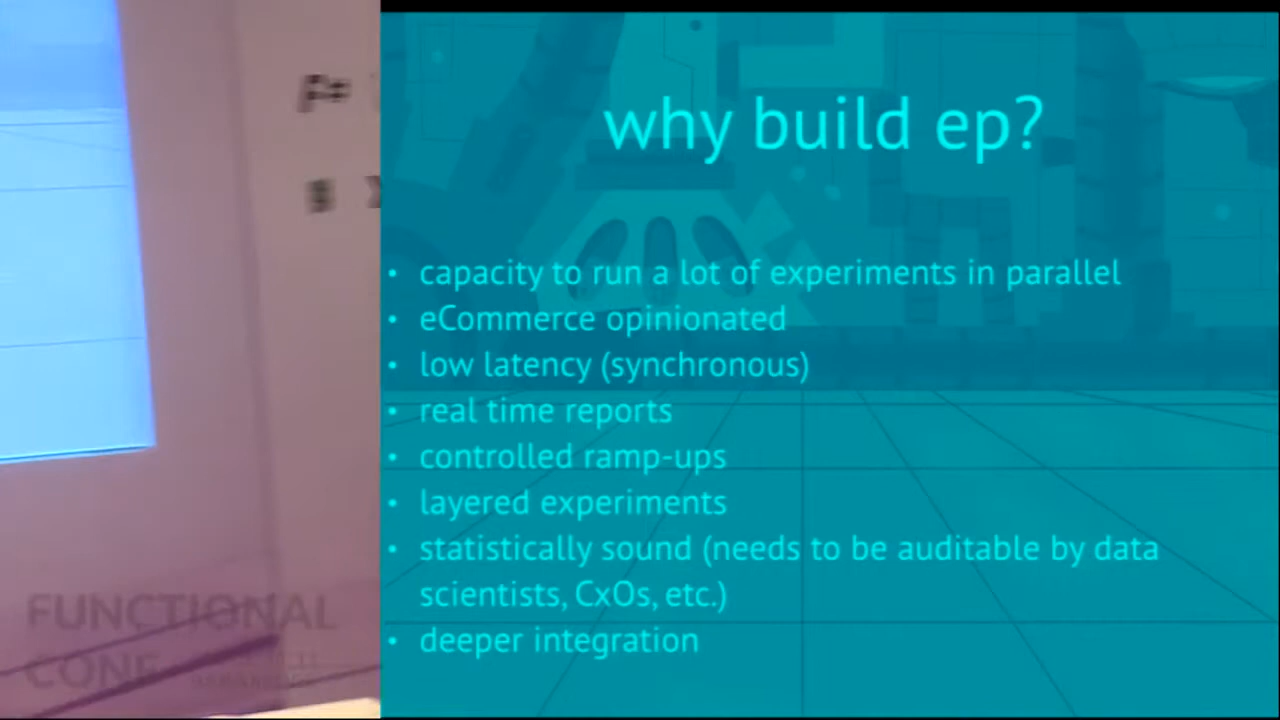 why build ep?
• capacity to run a lot of experiments in parallel
• eCommerce opinionated
• low latency (synchronous)
• real time reports
• controlled ramp-ups
• layered experiments
• statistically sound (needs to be auditable by data
scientists, CxOs, etc.)
• deeper integration
FUNCTIONAL
CONF